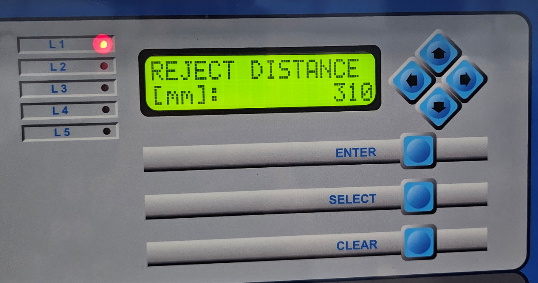 L1
L2
L3
L4
L5
REJECT DISTANCE
[mm]: 310
ENTER
SELECT
CLEAR